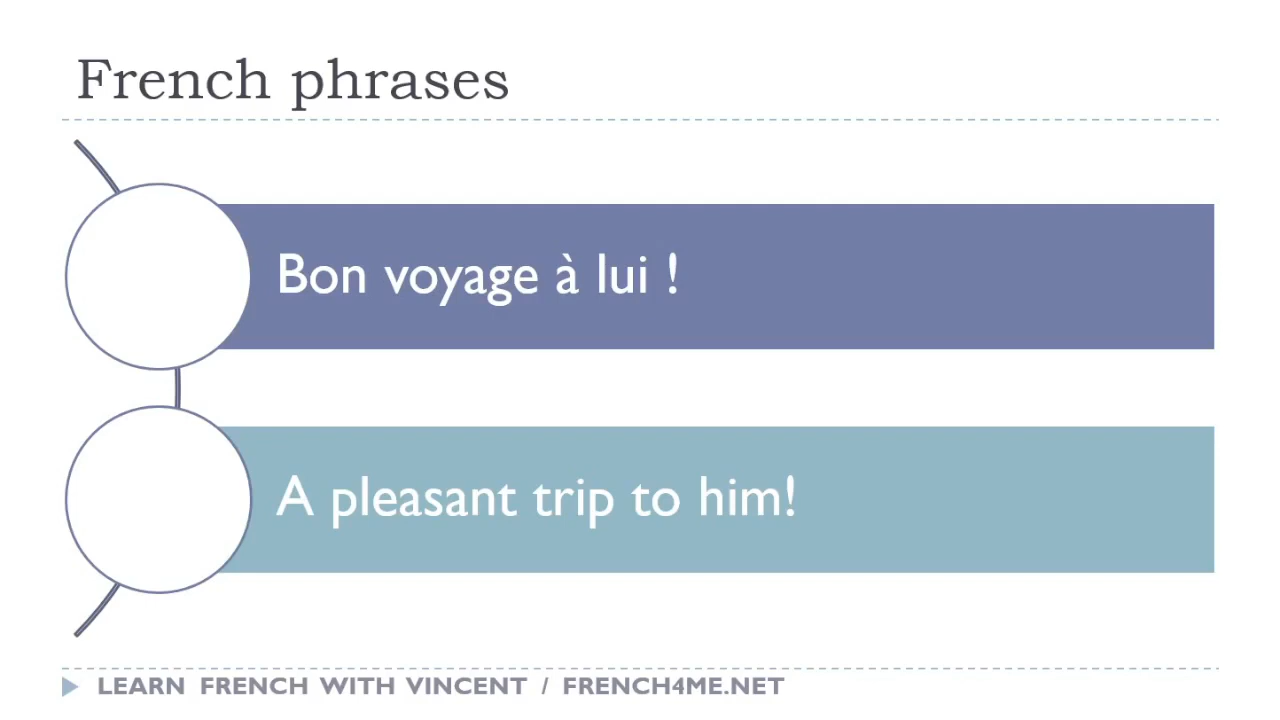 French phrases
Bon voyage à lui !
A pleasant trip to him!
LEARN FRENCH WITH VINCENT / FRENCH4ME.NET